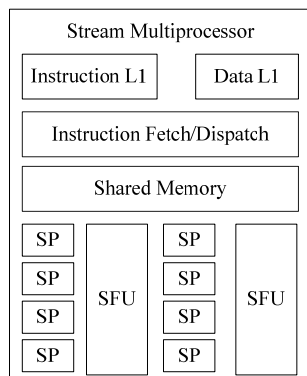 Stream Multiprocessor
Instruction L1 Data L1
Instruction Fetch/Dispatch
Shared Memory
SP SP
SP SP
SFU SFU
SP SP
SP SP